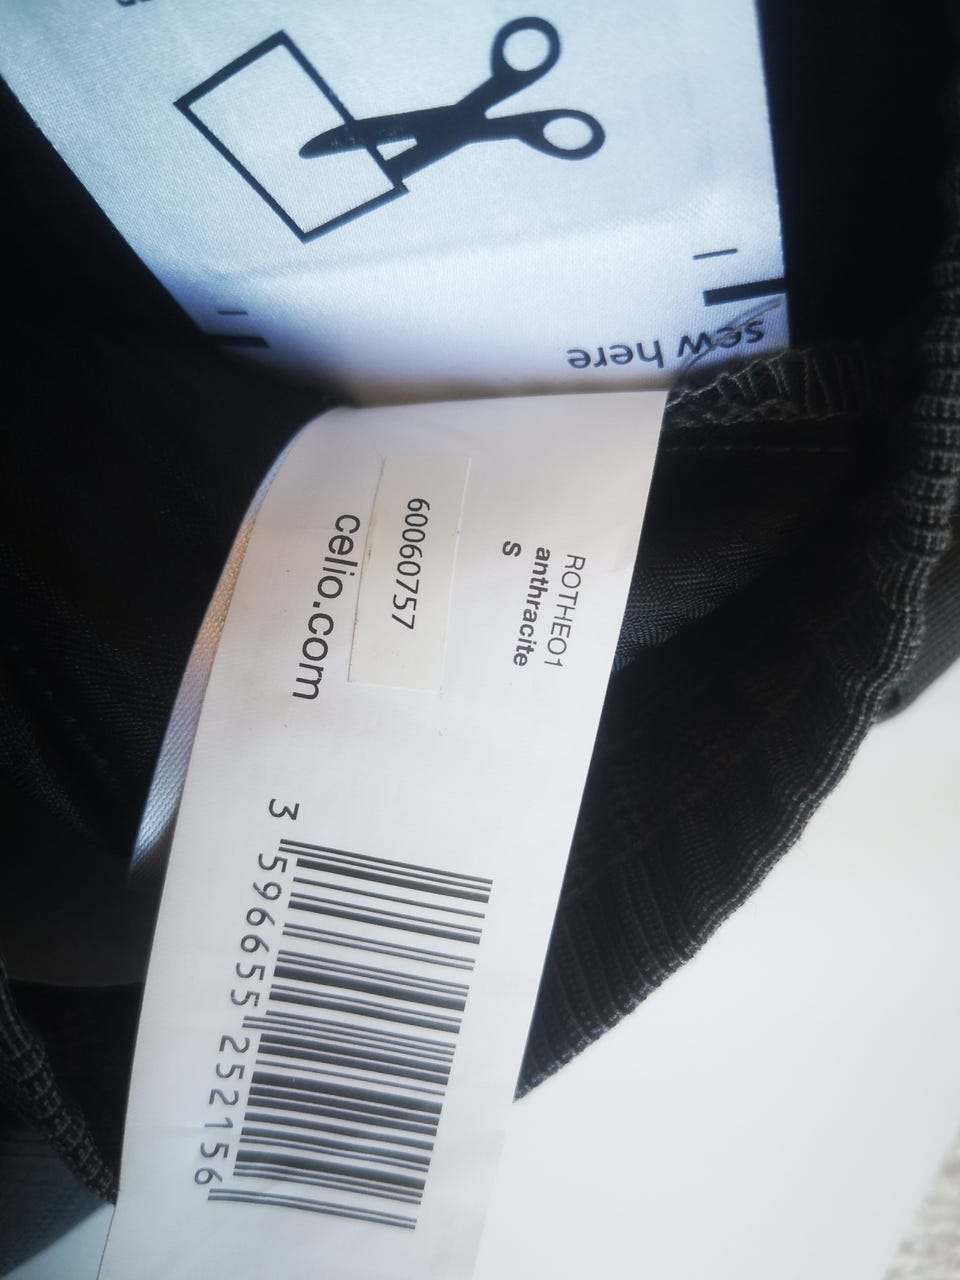 sew here
ROTHEO1
anthracite
S
60060757
celio.com
3 596655 252156